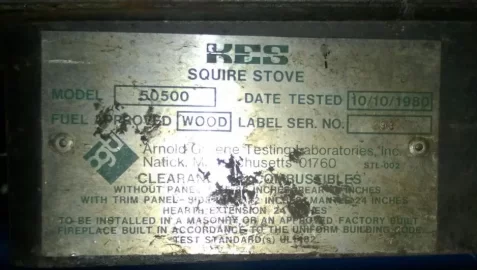 KES
SQUIRE STOVE
MODEL 50500 DATE TESTED 10/10/1980
FUEL APPROVED WOOD LABEL SER. NO.
Arnold Greene Testing Laboratories, Inc.
Natick, Massachusetts 01760
CLEARAN COMBUSTIBLES
WITHOUT PANEL INCHES REAR INCHES
WITH TRIM PANEL- INCHES MANTLE 24 INCHES
HEARTH EXTENSION 24 INCHES
TO BE INSTALLED IN A MASONRY OR AN APPROVED FACTORY BUILT
FIREPLACE BUILT IN ACCORDANCE TO THE UNIFORM BUILDING CODE
TEST STANDARD(s)